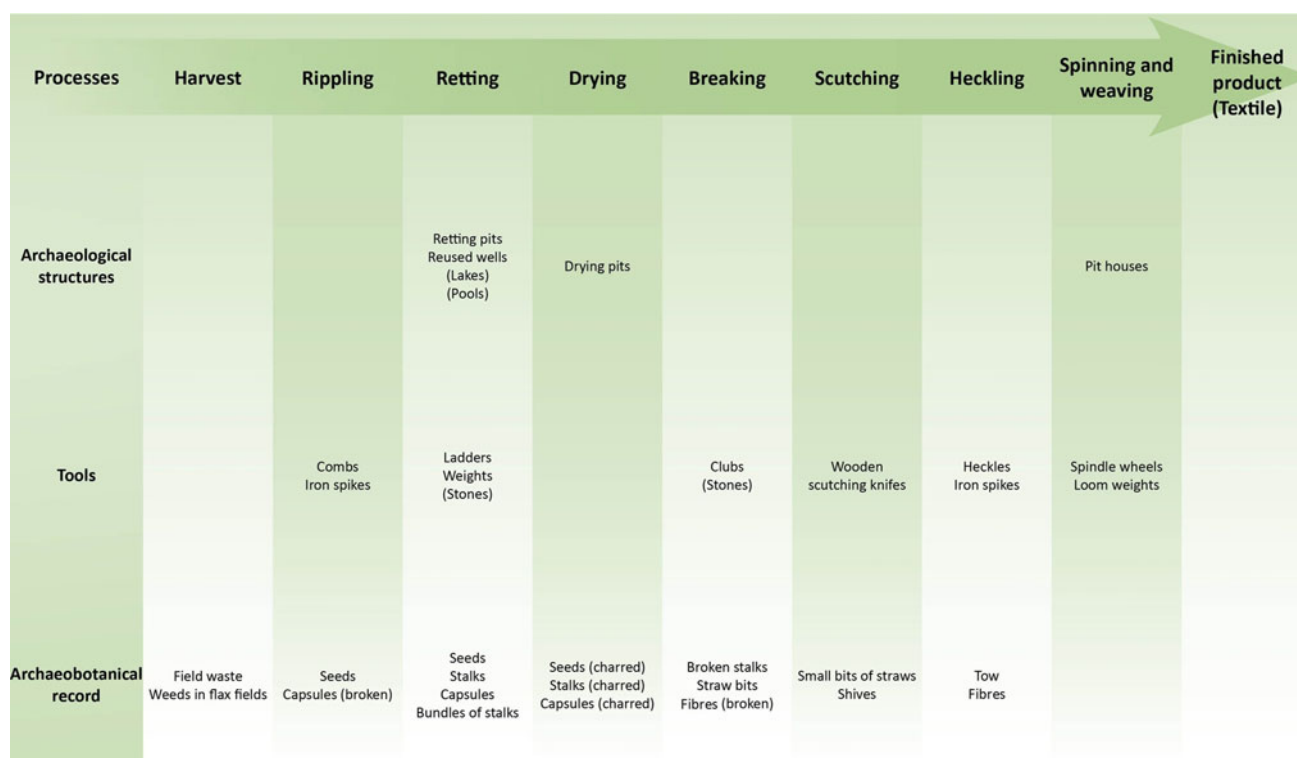 Processes
Harvest
Rippling
Retting
Drying
Breaking
Scutching
Heckling
Spinning and
weaving
Finished
product
(Textile)
Archaeological
structures
Retting pits
Reused wells
(Lakes)
(Pools)
Drying pits
Pit houses
Tools
Combs
Iron spikes
Ladders
Weights
(Stones)
Clubs
(Stones)
Wooden
scutching knifes
Heckles
Iron spikes
Spindle wheels
Loom weights
Archaeobotanical
record
Field waste
Weeds in flax fields
Seeds
Capsules (broken)
Seeds
Stalks
Capsules
Bundles of stalks
Seeds (charred)
Stalks (charred)
Capsules (charred)
Broken stalks
Straw bits
Fibres (broken)
Small bits of straws
Shives
Tow
Fibres